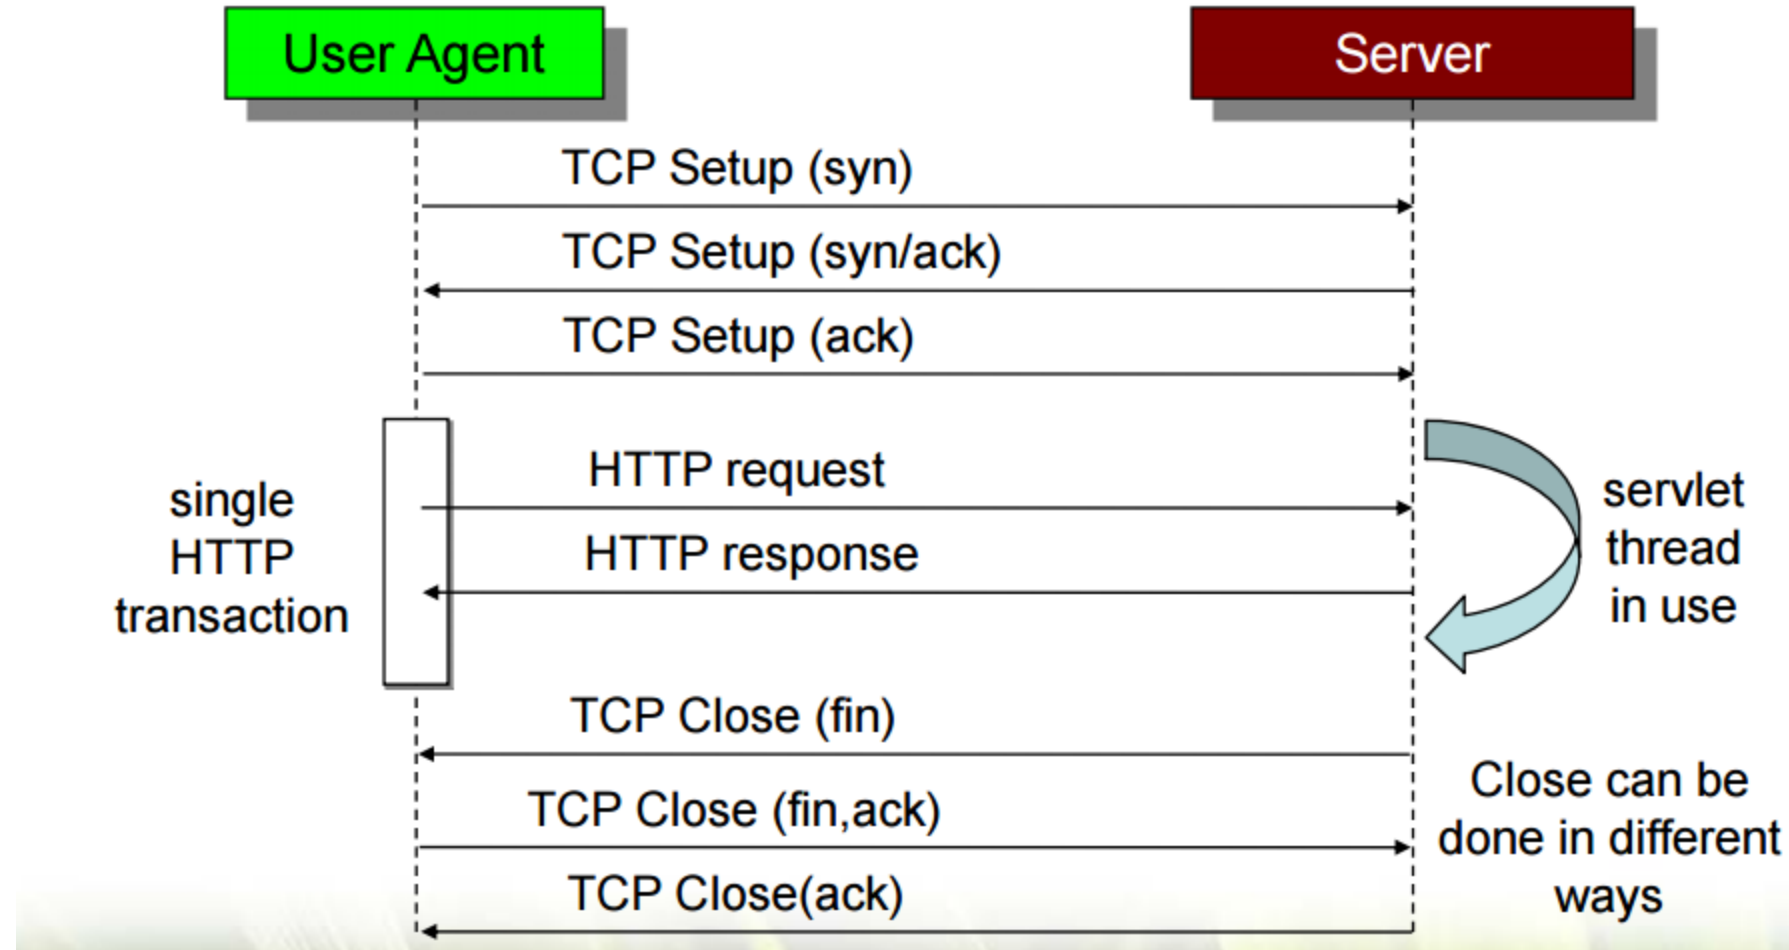 User Agent
Server
TCP Setup (syn)
TCP Setup (syn/ack)
TCP Setup (ack)
HTTP request
HTTP response
single
HTTP
transaction
servlet
thread
in use
TCP Close (fin)
TCP Close (fin,ack)
TCP Close(ack)
Close can be
done in different
ways